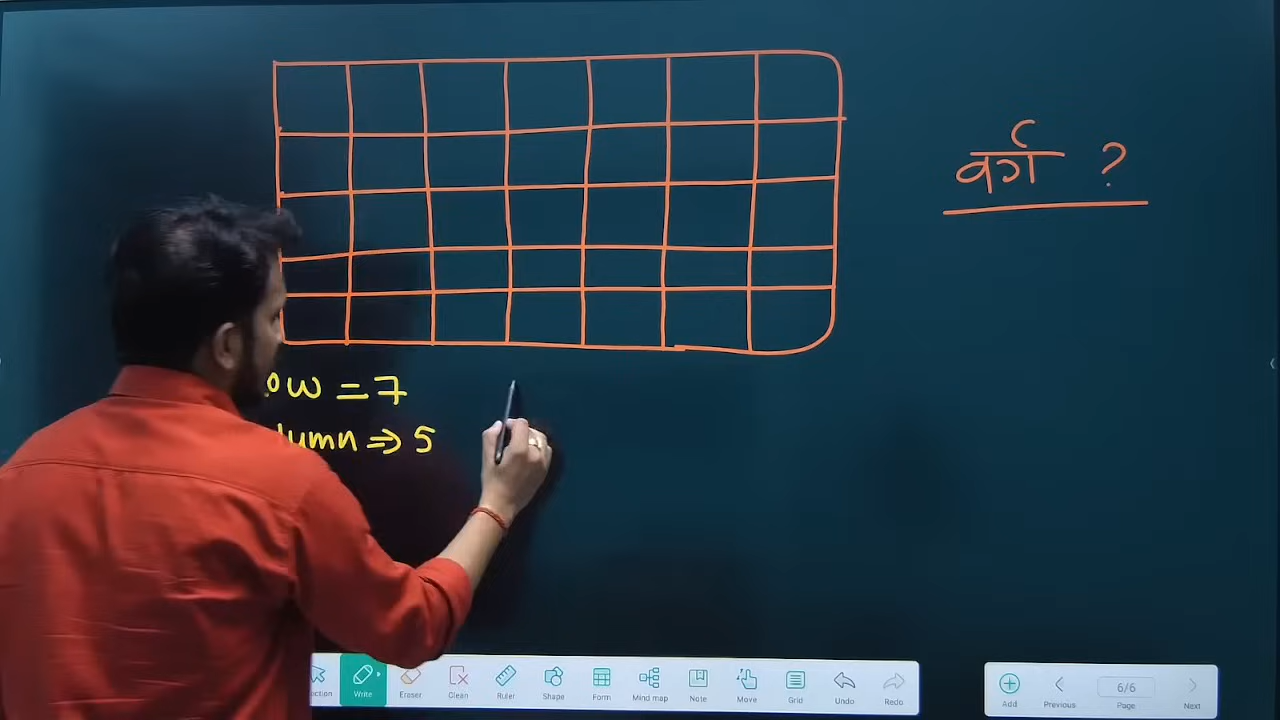 वर्ग ?
ow = 7
lumn ⇒ 5
Write
Eraser
Clean
Ruler
Shape
Form
Mind map
Note
Move
Grid
Undo
Redo
Add
Previous
6/6
Page
Next